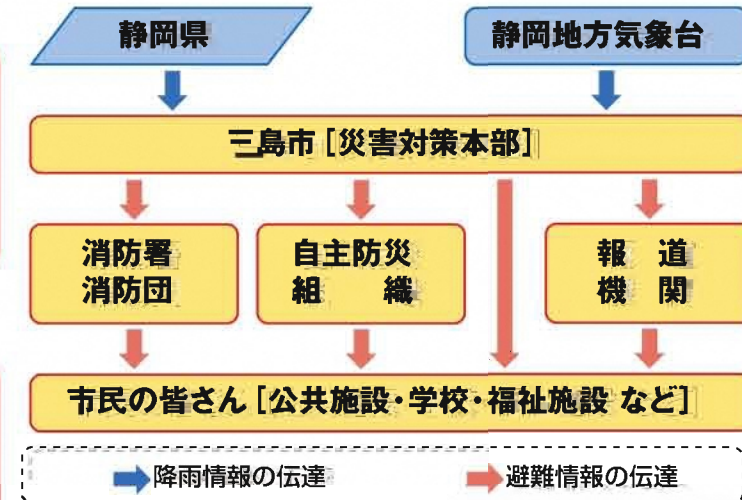 静岡県
静岡地方気象台
三島市[災害対策本部]
消防署
消防団
自主防災
組　織
報　道
機　関
市民の皆さん[公共施設・学校・福祉施設 など]
降雨情報の伝達
避難情報の伝達